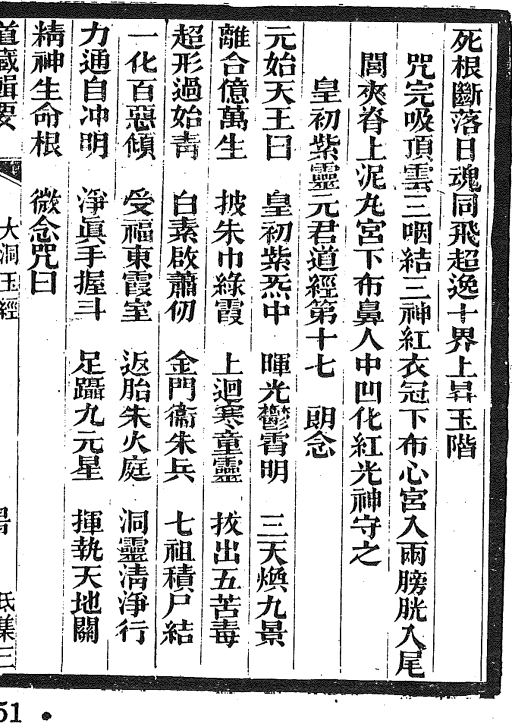 死根斷落日魂同飛超逸十界上昇玉階
咒完吸頂雲三咽結三神紅衣冠下布心宮入兩膀胱入尾
閭夾脊上泥丸宮下布鼻人中凹化紅光神守之
皇初紫靈元君道經第十七　朗念
元始天王曰　皇初紫炁中　暉光鬱霄明　三天煥九景
離合億萬生　披朱巾綠霞　上迴寒童靈　拔出五苦毒
超形過始青　白素啟蕭仞　金門衞朱兵　七祖積尸結
一化百惡傾　受福東霞室　返胎朱火庭　洞靈清淨行
力通自冲明　淨眞手握斗　足躡九元星　揮執天地關
精神生命根　微念咒曰
道藏輯要　大洞玉經　氐集三
51